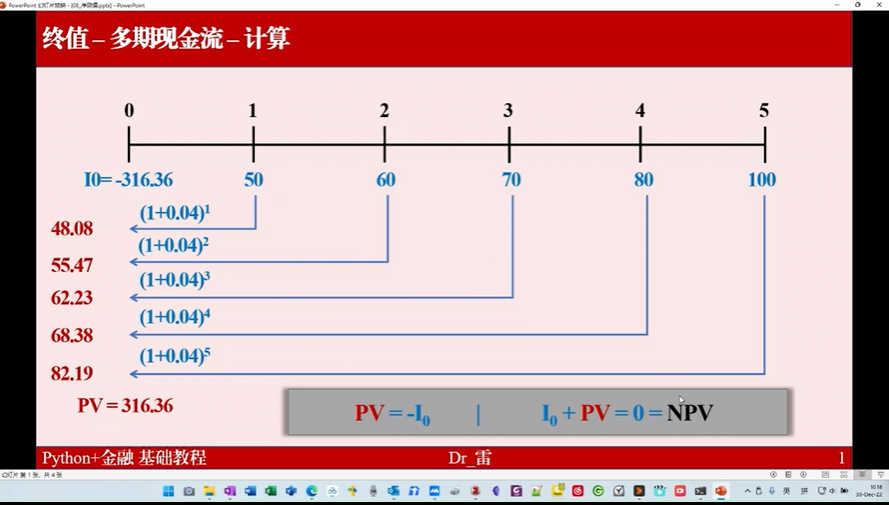 PowerPoint 幻灯片放映 - [08_净现值.pptx] - PowerPoint
终值 – 多期现金流 – 计算
0 1 2 3 4 5
I0= -316.36 50 60 70 80 100
(1+0.04)¹
48.08
(1+0.04)²
55.47
(1+0.04)³
62.23
(1+0.04)⁴
68.38
(1+0.04)⁵
82.19
PV = 316.36
PV = -I₀ | I₀ + PV = 0 = NPV
Python+金融 基础教程 Dr_雷 1
幻灯片 第 1 张，共 4 张
英 拼 10:18
30-Dec-22